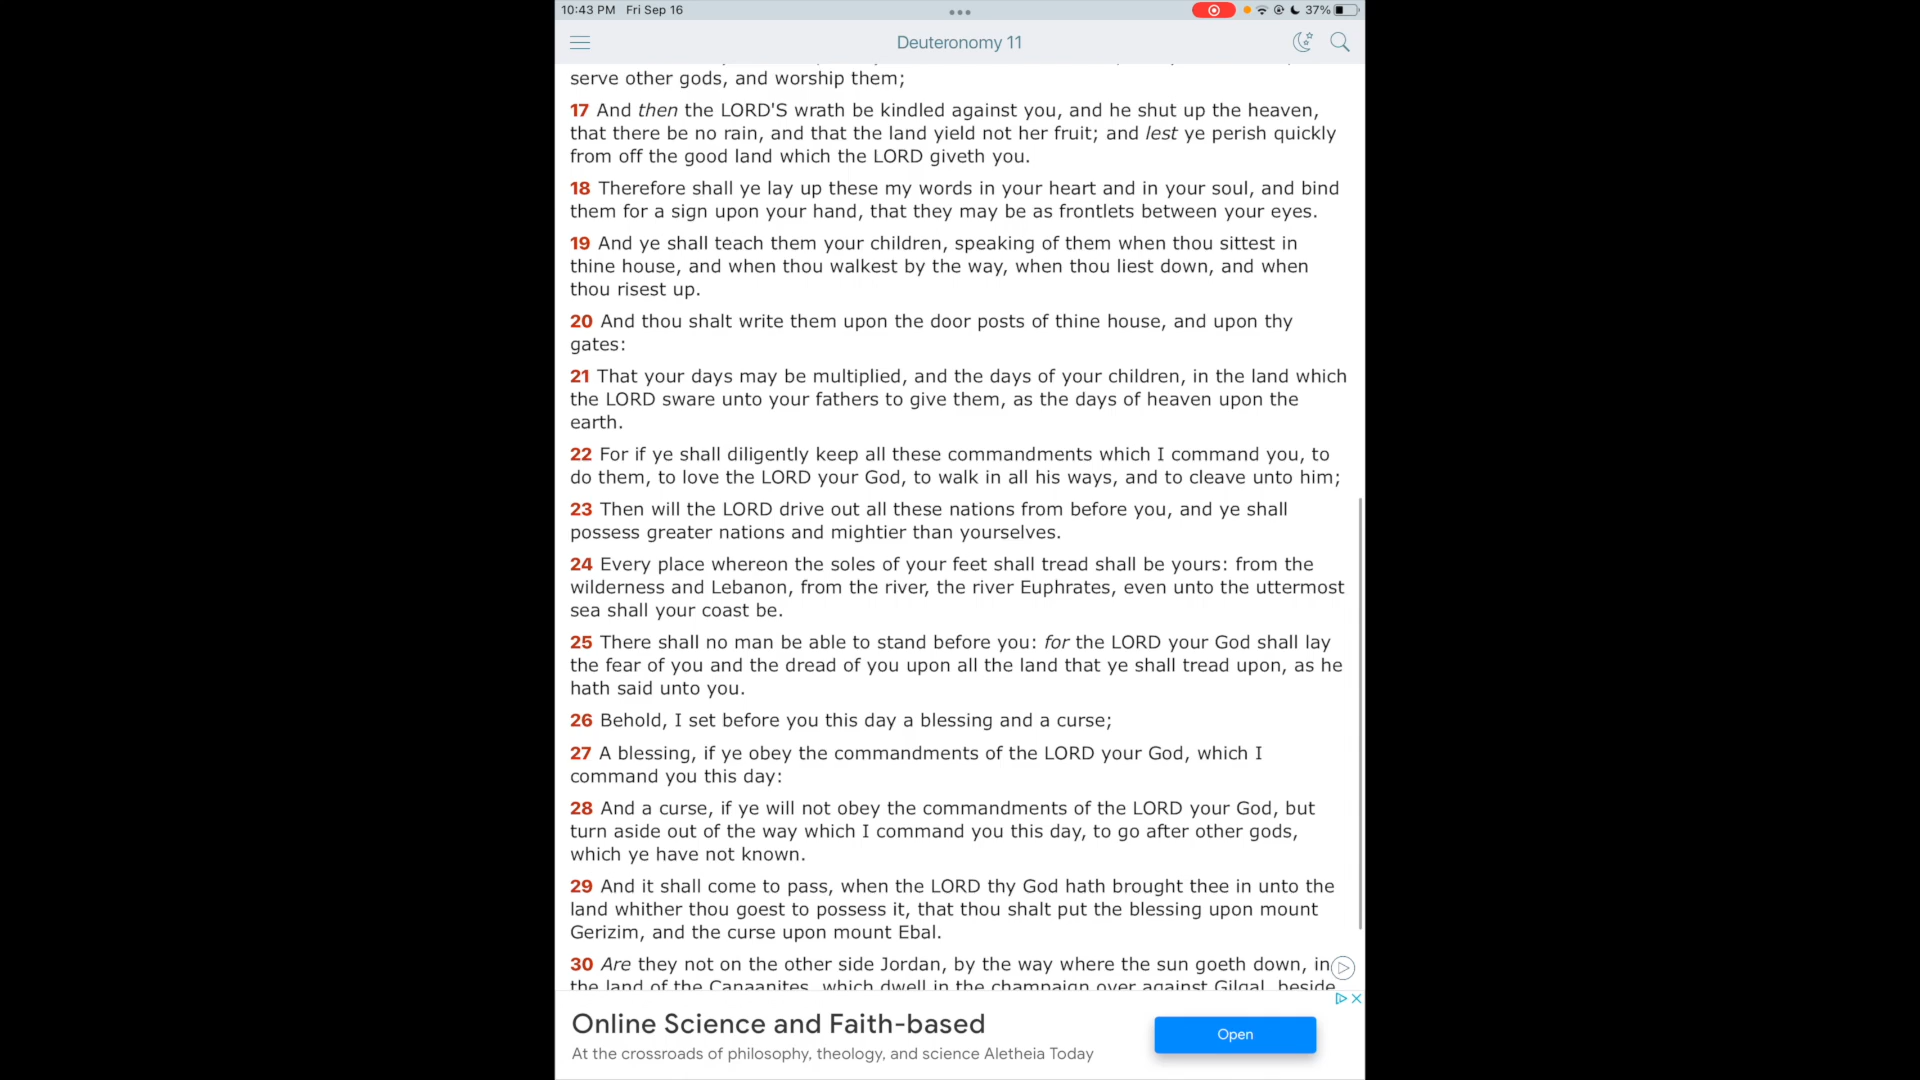 10:43 PM Fri Sep 16
37%
Deuteronomy 11
serve other gods, and worship them;
17 And then the LORD'S wrath be kindled against you, and he shut up the heaven,
that there be no rain, and that the land yield not her fruit; and lest ye perish quickly
from off the good land which the LORD giveth you.
18 Therefore shall ye lay up these my words in your heart and in your soul, and bind
them for a sign upon your hand, that they may be as frontlets between your eyes.
19 And ye shall teach them your children, speaking of them when thou sittest in
thine house, and when thou walkest by the way, when thou liest down, and when
thou risest up.
20 And thou shalt write them upon the door posts of thine house, and upon thy
gates:
21 That your days may be multiplied, and the days of your children, in the land which
the LORD sware unto your fathers to give them, as the days of heaven upon the
earth.
22 For if ye shall diligently keep all these commandments which I command you, to
do them, to love the LORD your God, to walk in all his ways, and to cleave unto him;
23 Then will the LORD drive out all these nations from before you, and ye shall
possess greater nations and mightier than yourselves.
24 Every place whereon the soles of your feet shall tread shall be yours: from the
wilderness and Lebanon, from the river, the river Euphrates, even unto the uttermost
sea shall your coast be.
25 There shall no man be able to stand before you: for the LORD your God shall lay
the fear of you and the dread of you upon all the land that ye shall tread upon, as he
hath said unto you.
26 Behold, I set before you this day a blessing and a curse;
27 A blessing, if ye obey the commandments of the LORD your God, which I
command you this day:
28 And a curse, if ye will not obey the commandments of the LORD your God, but
turn aside out of the way which I command you this day, to go after other gods,
which ye have not known.
29 And it shall come to pass, when the LORD thy God hath brought thee in unto the
land whither thou goest to possess it, that thou shalt put the blessing upon mount
Gerizim, and the curse upon mount Ebal.
30 Are they not on the other side Jordan, by the way where the sun goeth down, in
the land of the Canaanites, which dwell in the champaign over against Gilgal, beside
Online Science and Faith-based
At the crossroads of philosophy, theology, and science Aletheia Today
Open